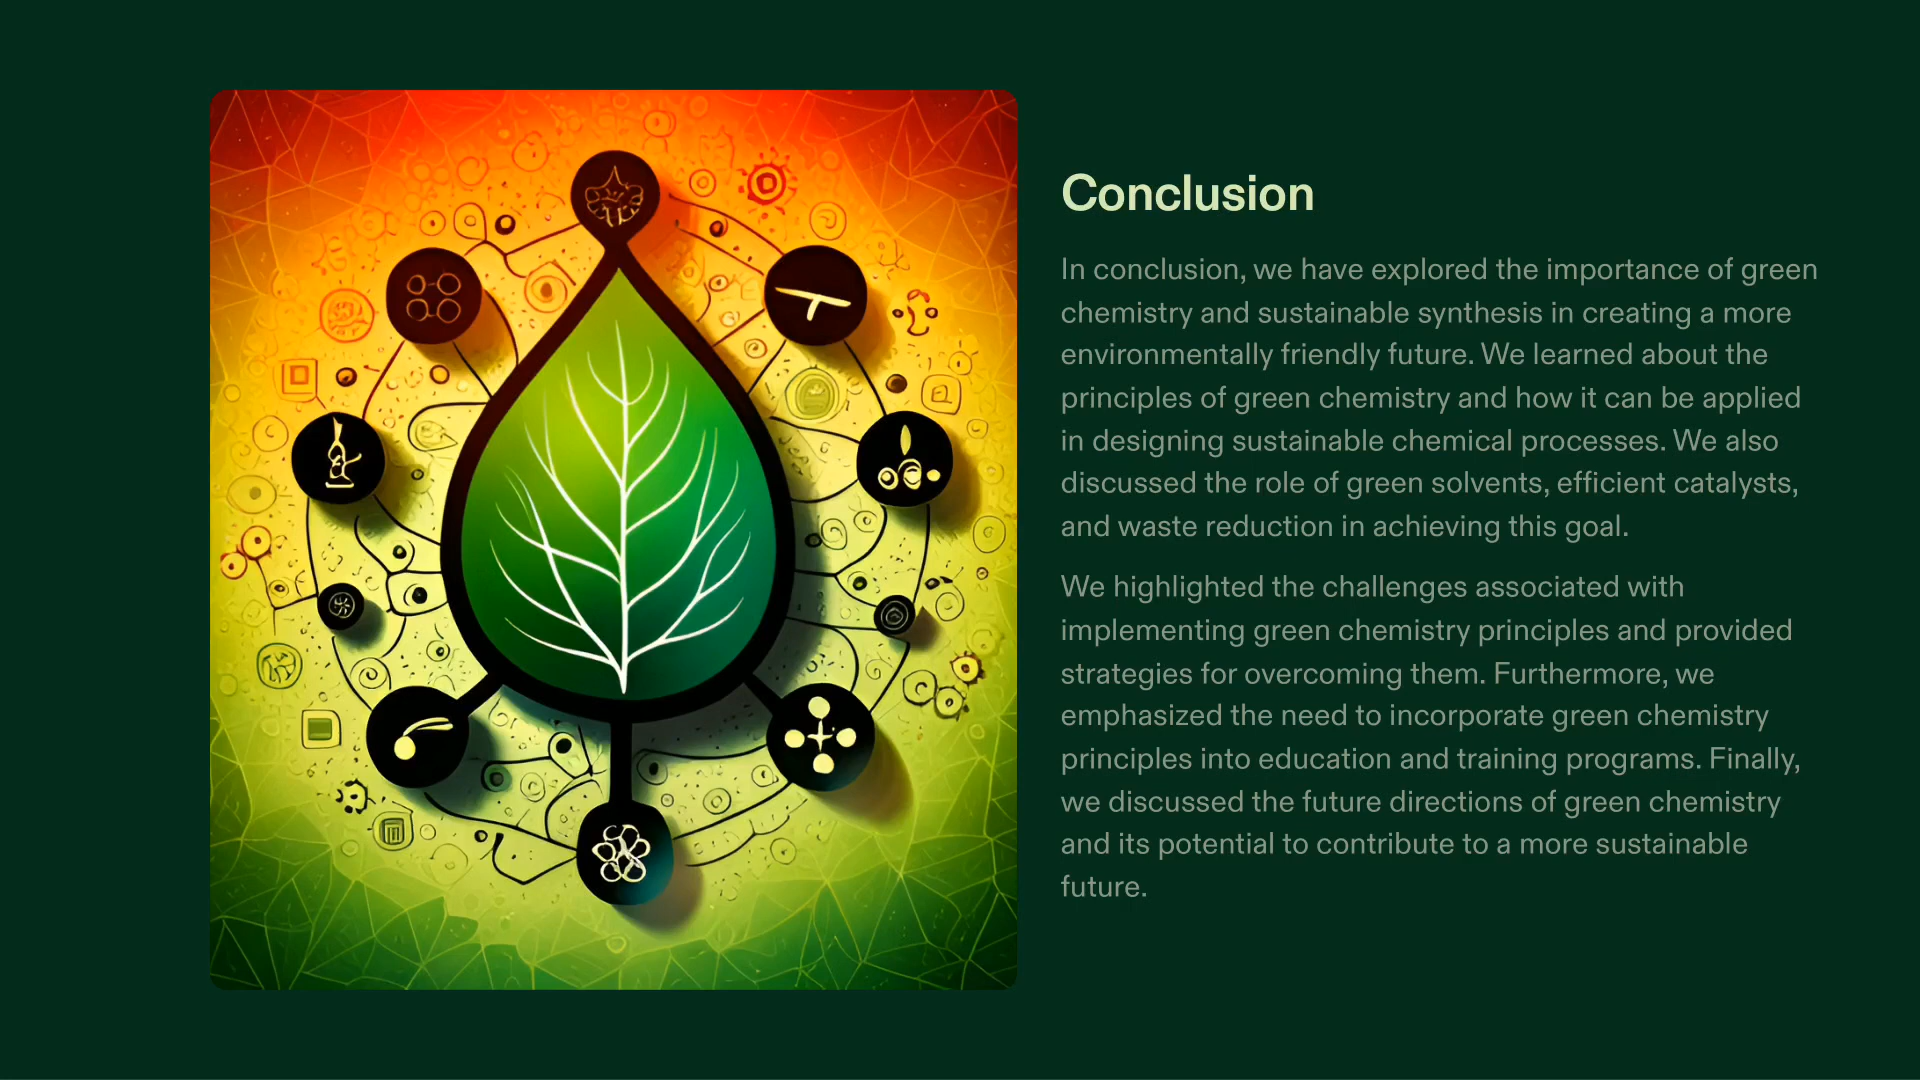 Conclusion
In conclusion, we have explored the importance of green
chemistry and sustainable synthesis in creating a more
environmentally friendly future. We learned about the
principles of green chemistry and how it can be applied
in designing sustainable chemical processes. We also
discussed the role of green solvents, efficient catalysts,
and waste reduction in achieving this goal.
We highlighted the challenges associated with
implementing green chemistry principles and provided
strategies for overcoming them. Furthermore, we
emphasized the need to incorporate green chemistry
principles into education and training programs. Finally,
we discussed the future directions of green chemistry
and its potential to contribute to a more sustainable
future.